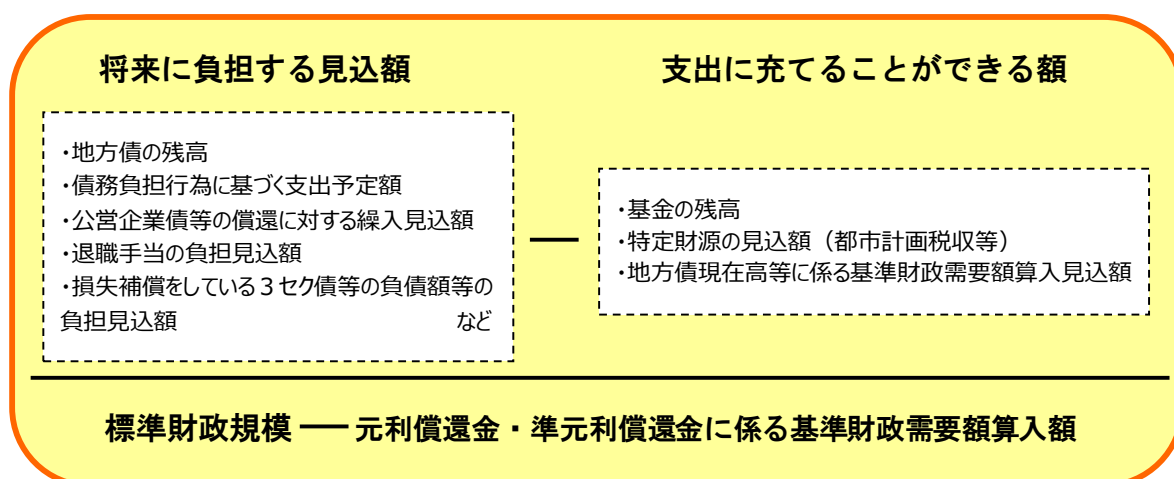 将来に負担する見込額
・地方債の残高
・債務負担行為に基づく支出予定額
・公営企業債等の償還に対する繰入見込額
・退職手当の負担見込額
・損失補償をしている３セク債等の負債額等の
負担見込額 など
―
支出に充てることができる額
・基金の残高
・特定財源の見込額（都市計画税収等）
・地方債現在高等に係る基準財政需要額算入見込額
標準財政規模 ― 元利償還金・準元利償還金に係る基準財政需要額算入額